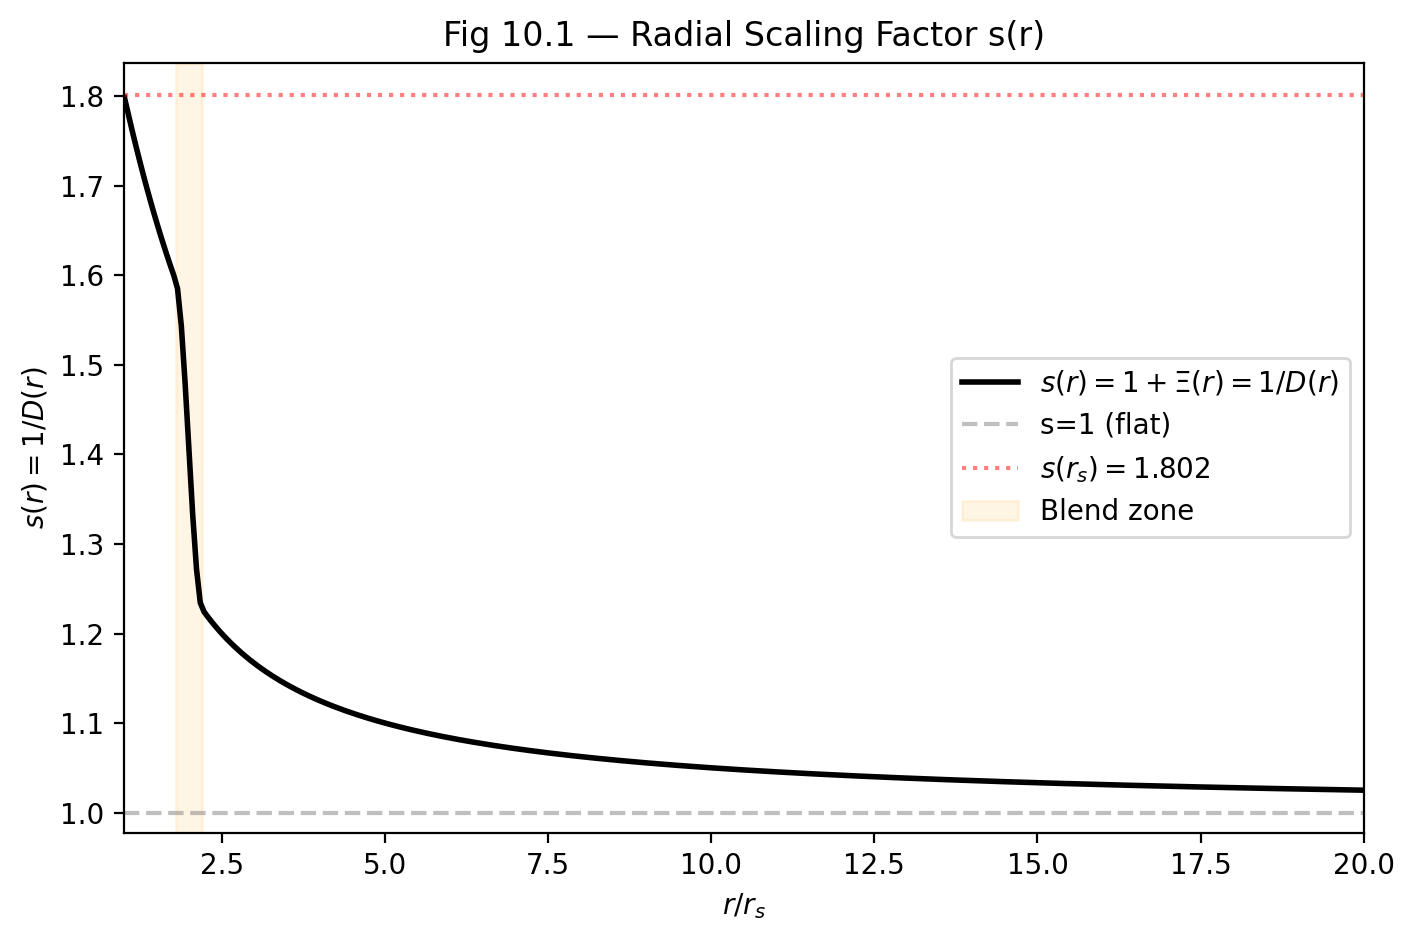 Fig 10.1 — Radial Scaling Factor s(r)
s(r) = 1/D(r)
1.8
1.7
1.6
1.5
1.4
1.3
1.2
1.1
1.0
s(r) = 1 + Ξ(r) = 1/D(r)
s=1 (flat)
s(rₛ) = 1.802
Blend zone
2.5 5.0 7.5 10.0 12.5 15.0 17.5 20.0
r/rₛ